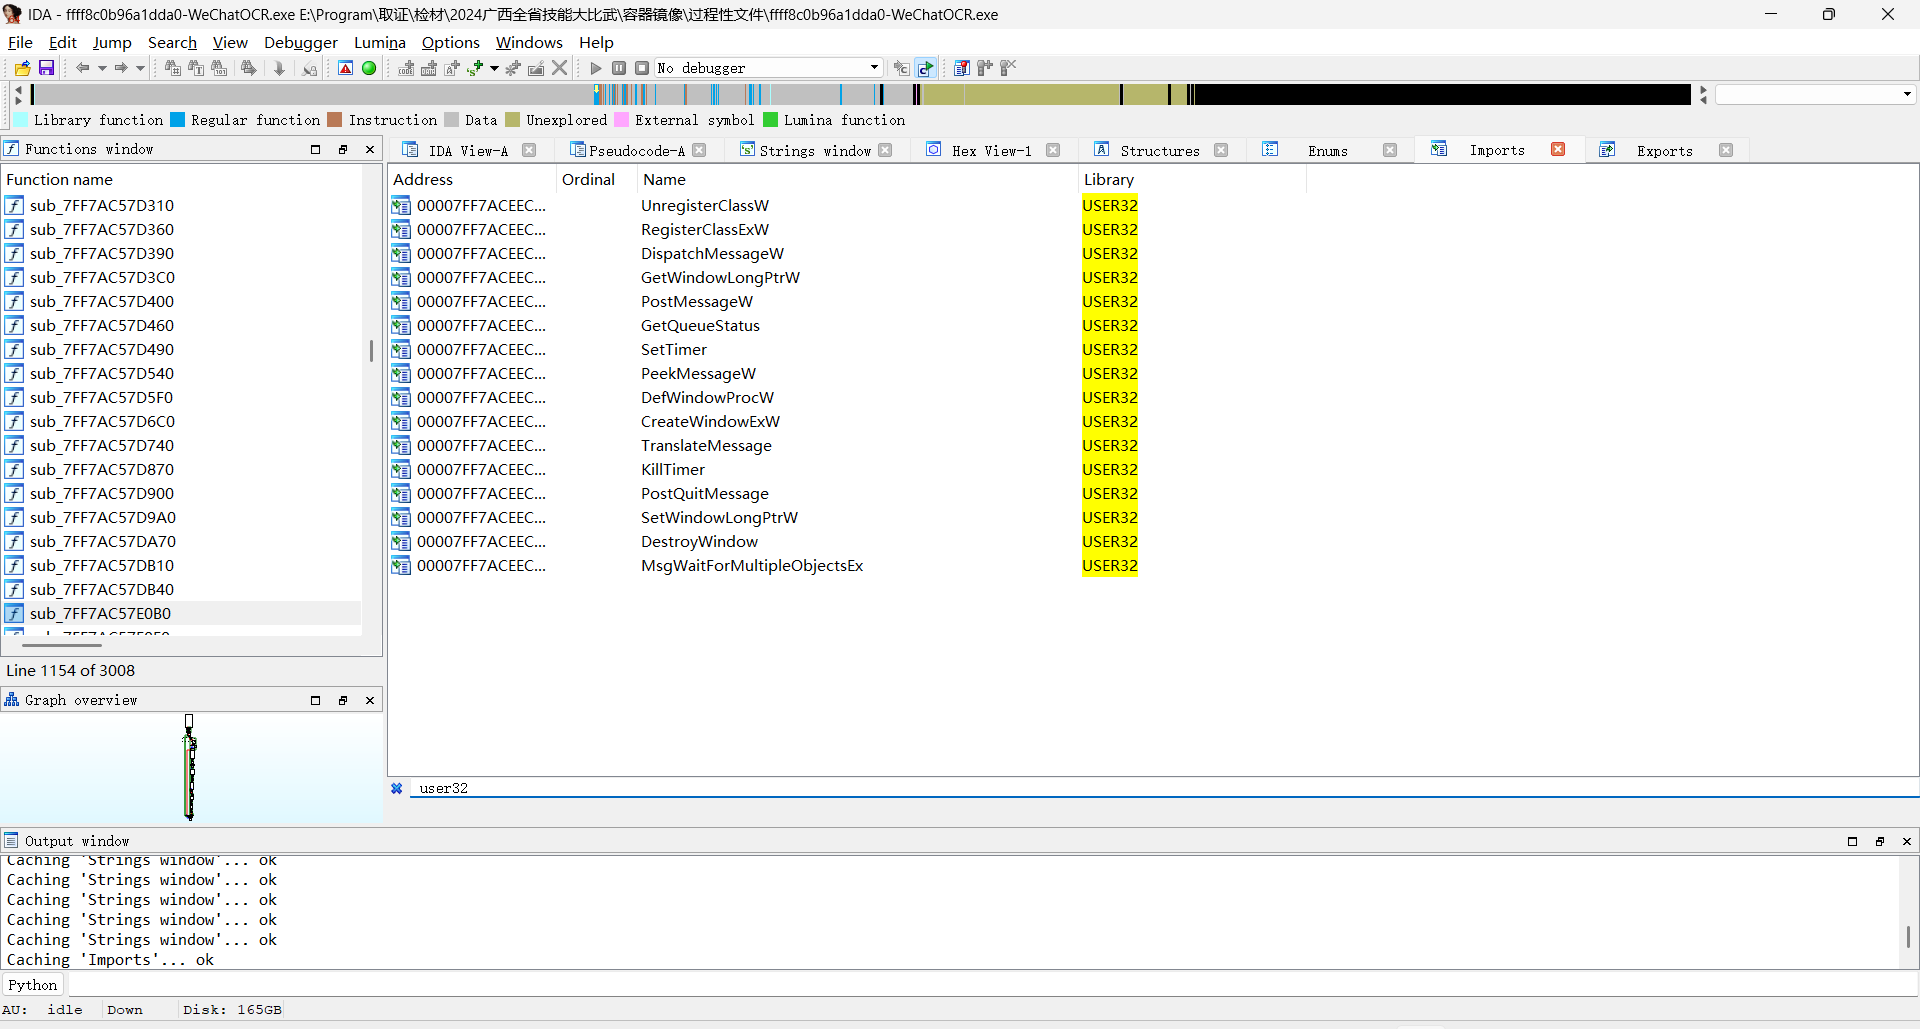 IDA - ffff8c0b96a1dda0-WeChatOCR.exe E:\Program\取证\检材\2024广西全省技能大比武\容器镜像\过程性文件\ffff8c0b96a1dda0-WeChatOCR.exe
File Edit Jump Search View Debugger Lumina Options Windows Help
No debugger
Library function Regular function Instruction Data Unexplored External symbol Lumina function
Functions window
IDA View-A Pseudocode-A Strings window Hex View-1 Structures Enums Imports Exports
Function name
Address Ordinal Name Library
sub_7FF7AC57D310
sub_7FF7AC57D360
sub_7FF7AC57D390
sub_7FF7AC57D3C0
sub_7FF7AC57D400
sub_7FF7AC57D460
sub_7FF7AC57D490
sub_7FF7AC57D540
sub_7FF7AC57D5F0
sub_7FF7AC57D6C0
sub_7FF7AC57D740
sub_7FF7AC57D870
sub_7FF7AC57D900
sub_7FF7AC57D9A0
sub_7FF7AC57DA70
sub_7FF7AC57DB10
sub_7FF7AC57DB40
sub_7FF7AC57E0B0
Line 1154 of 3008
Graph overview
00007FF7ACEEC... UnregisterClassW USER32
00007FF7ACEEC... RegisterClassExW USER32
00007FF7ACEEC... DispatchMessageW USER32
00007FF7ACEEC... GetWindowLongPtrW USER32
00007FF7ACEEC... PostMessageW USER32
00007FF7ACEEC... GetQueueStatus USER32
00007FF7ACEEC... SetTimer USER32
00007FF7ACEEC... PeekMessageW USER32
00007FF7ACEEC... DefWindowProcW USER32
00007FF7ACEEC... CreateWindowExW USER32
00007FF7ACEEC... TranslateMessage USER32
00007FF7ACEEC... KillTimer USER32
00007FF7ACEEC... PostQuitMessage USER32
00007FF7ACEEC... SetWindowLongPtrW USER32
00007FF7ACEEC... DestroyWindow USER32
00007FF7ACEEC... MsgWaitForMultipleObjectsEx USER32
user32
Output window
Caching 'Strings window'... ok
Caching 'Strings window'... ok
Caching 'Strings window'... ok
Caching 'Strings window'... ok
Caching 'Strings window'... ok
Caching 'Imports'... ok
Python
AU: idle Down Disk: 165GB